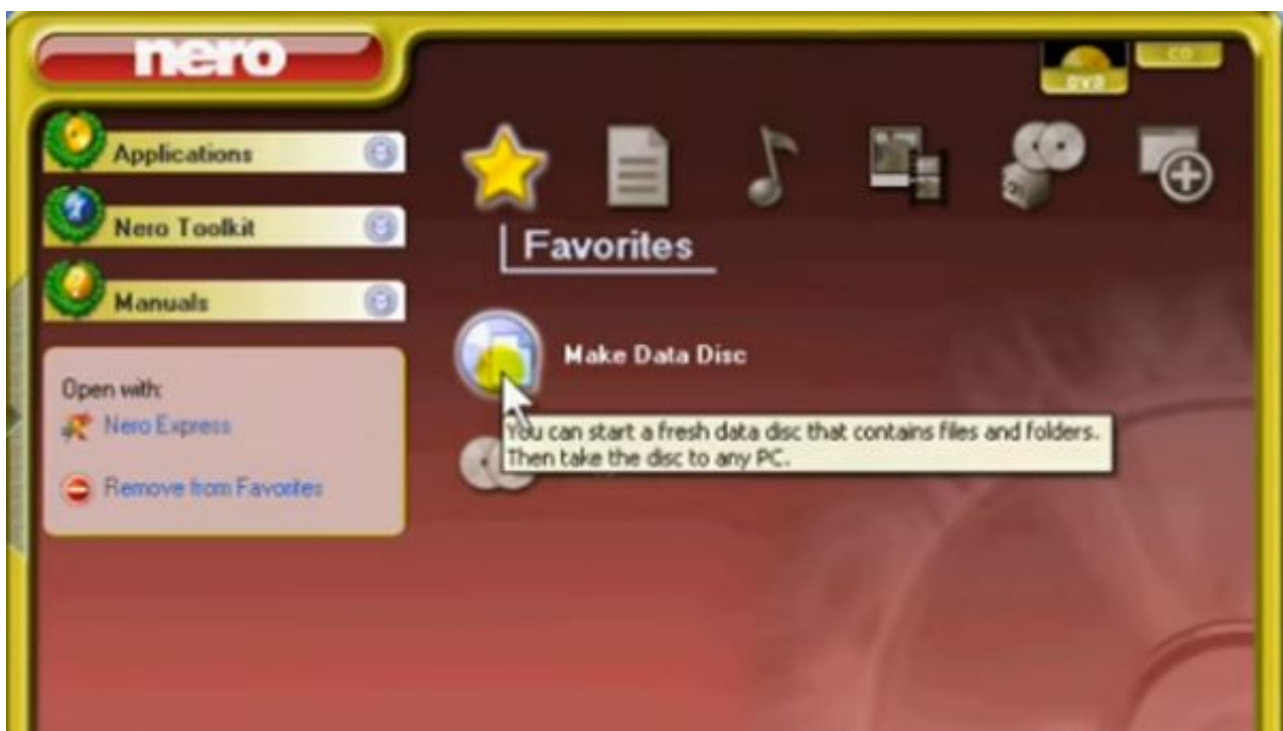 nero
DVD
CD
Applications
Nero Toolkit
Manuals
Favorites
Make Data Disc
You can start a fresh data disc that contains files and folders.
Then take the disc to any PC.
Open with:
Nero Express
Remove from Favorites